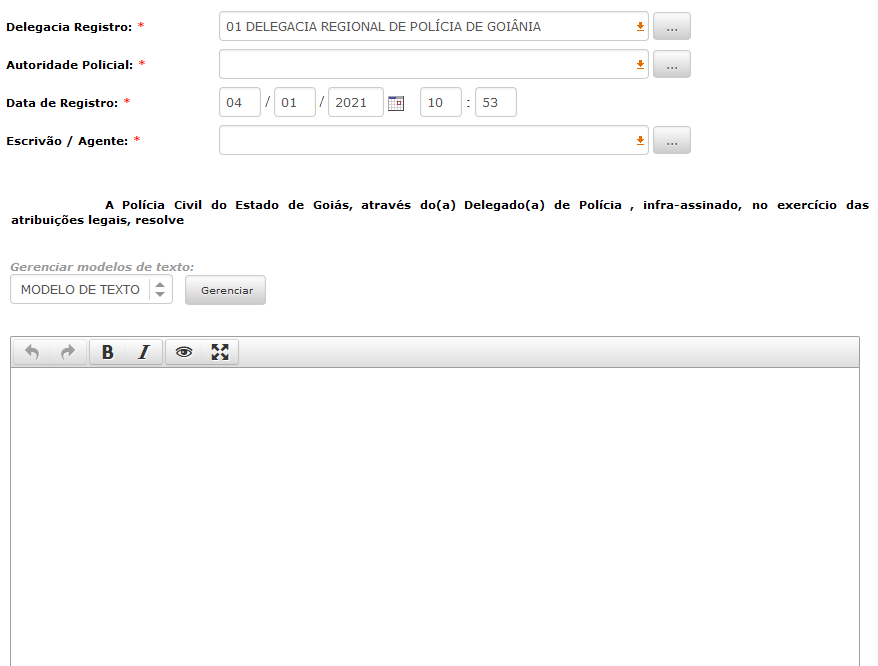 Delegacia Registro: * 01 DELEGACIA REGIONAL DE POLÍCIA DE GOIÂNIA ...
Autoridade Policial: * ...
Data de Registro: * 04 / 01 / 2021 10 : 53
Escrivão / Agente: * ...
A Polícia Civil do Estado de Goiás, através do(a) Delegado(a) de Polícia , infra-assinado, no exercício das
atribuições legais, resolve
Gerenciar modelos de texto:
MODELO DE TEXTO Gerenciar
B I